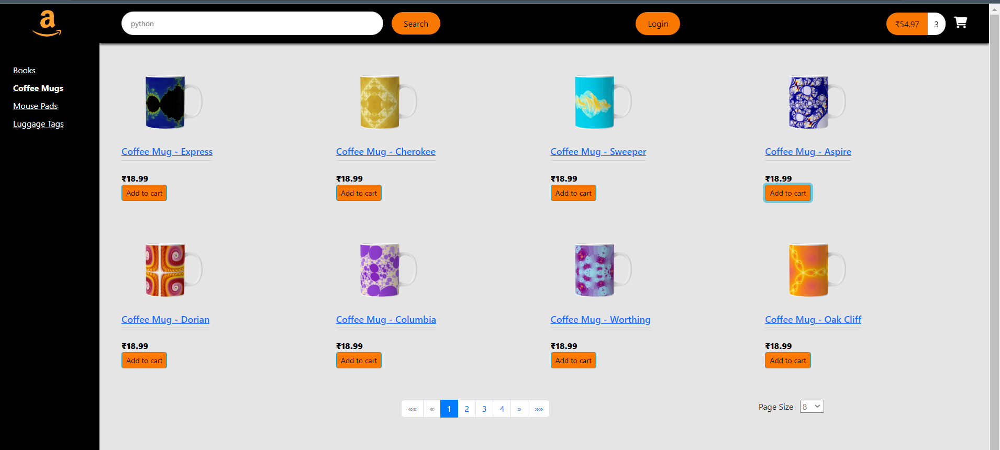 python
Search
Login
₹54.97 3
Books
Coffee Mugs
Mouse Pads
Luggage Tags
Coffee Mug - Express
Coffee Mug - Cherokee
Coffee Mug - Sweeper
Coffee Mug - Aspire
₹18.99
₹18.99
₹18.99
₹18.99
Add to cart
Add to cart
Add to cart
Add to cart
Coffee Mug - Dorian
Coffee Mug - Columbia
Coffee Mug - Worthing
Coffee Mug - Oak Cliff
₹18.99
₹18.99
₹18.99
₹18.99
Add to cart
Add to cart
Add to cart
Add to cart
«« « 1 2 3 4 » »»
Page Size 8